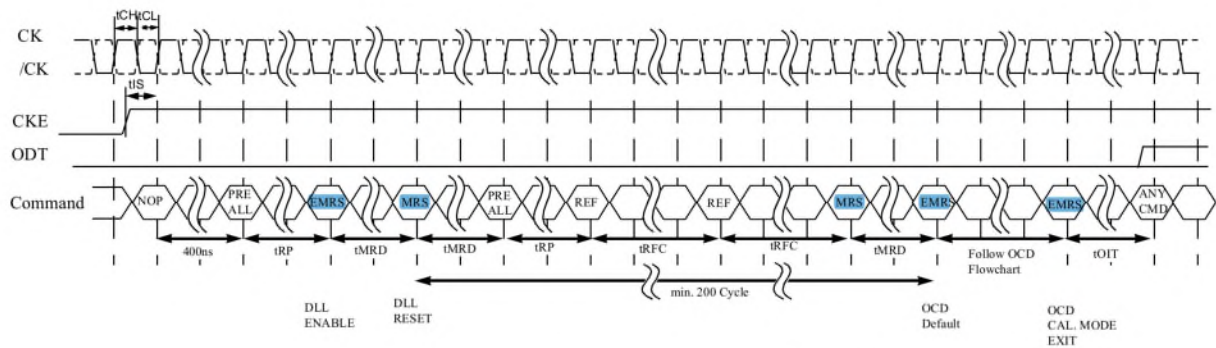 tCH tCL
CK
/CK
tIS
CKE
ODT
Command
NOP
PRE
ALL
EMRS
MRS
PRE
ALL
REF
REF
MRS
EMRS
EMRS
ANY
CMD
400ns
tRP
tMRD
tMRD
tRP
tRFC
tRFC
tMRD
Follow OCD
Flowchart
tOIT
min. 200 Cycle
DLL
ENABLE
DLL
RESET
OCD
Default
OCD
CAL. MODE
EXIT